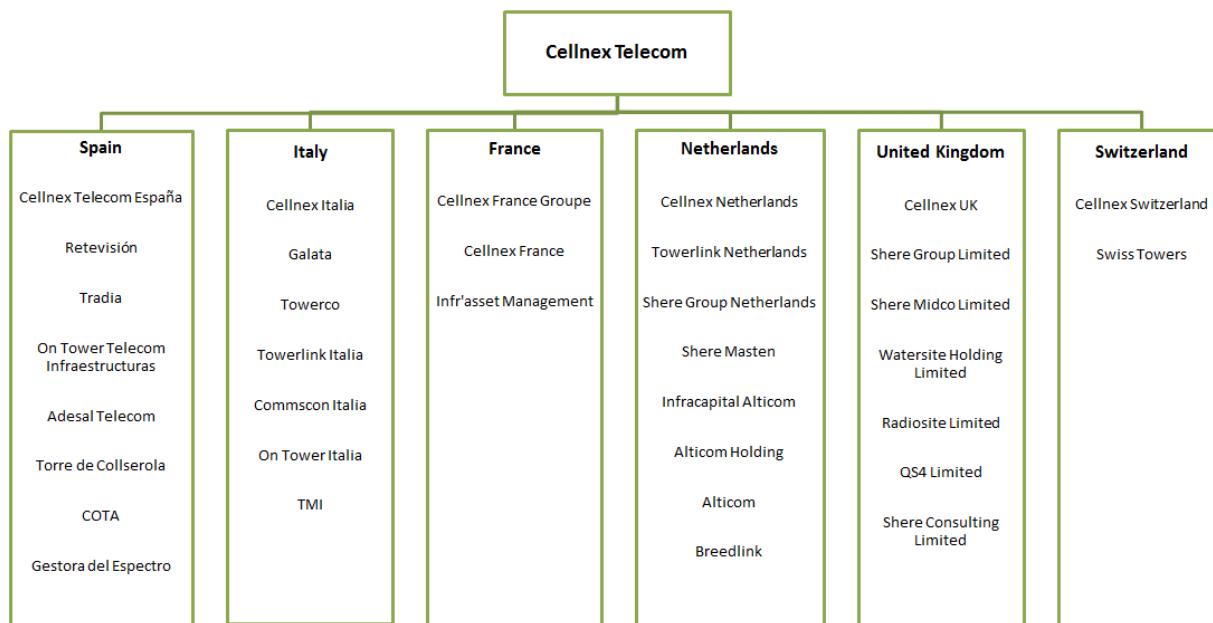 Cellnex Telecom
Spain
Cellnex Telecom España
Retevisión
Tradia
On Tower Telecom
Infraestructuras
Adesal Telecom
Torre de Collserola
COTA
Gestora del Espectro
Italy
Cellnex Italia
Galata
Towerco
Towerlink Italia
Commscon Italia
On Tower Italia
TMI
France
Cellnex France Groupe
Cellnex France
Infr'asset Management
Netherlands
Cellnex Netherlands
Towerlink Netherlands
Shere Group Netherlands
Shere Masten
Infracapital Alticom
Alticom Holding
Alticom
Breedlink
United Kingdom
Cellnex UK
Shere Group Limited
Shere Midco Limited
Watersite Holding
Limited
Radiosite Limited
QS4 Limited
Shere Consulting
Limited
Switzerland
Cellnex Switzerland
Swiss Towers